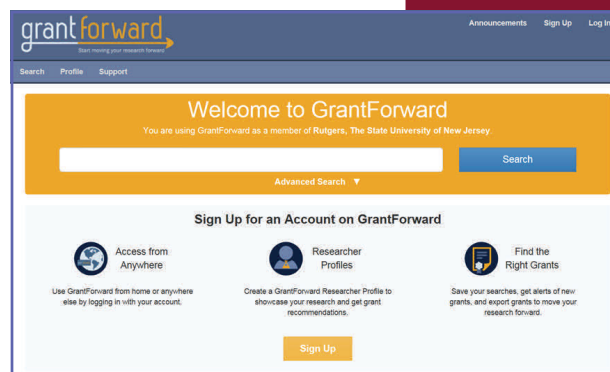 grant forward
Start moving your research forward
Announcements Sign Up Log In
Search Profile Support
Welcome to GrantForward
You are using GrantForward as a member of Rutgers, The State University of New Jersey.
Search
Advanced Search ▼
Sign Up for an Account on GrantForward
Access from
Anywhere
Use GrantForward from home or anywhere
else by logging in with your account.
Researcher
Profiles
Create a GrantForward Researcher Profile to
showcase your research and get grant
recommendations.
Find the
Right Grants
Save your searches, get alerts of new
grants, and export grants to move your
research forward.
Sign Up